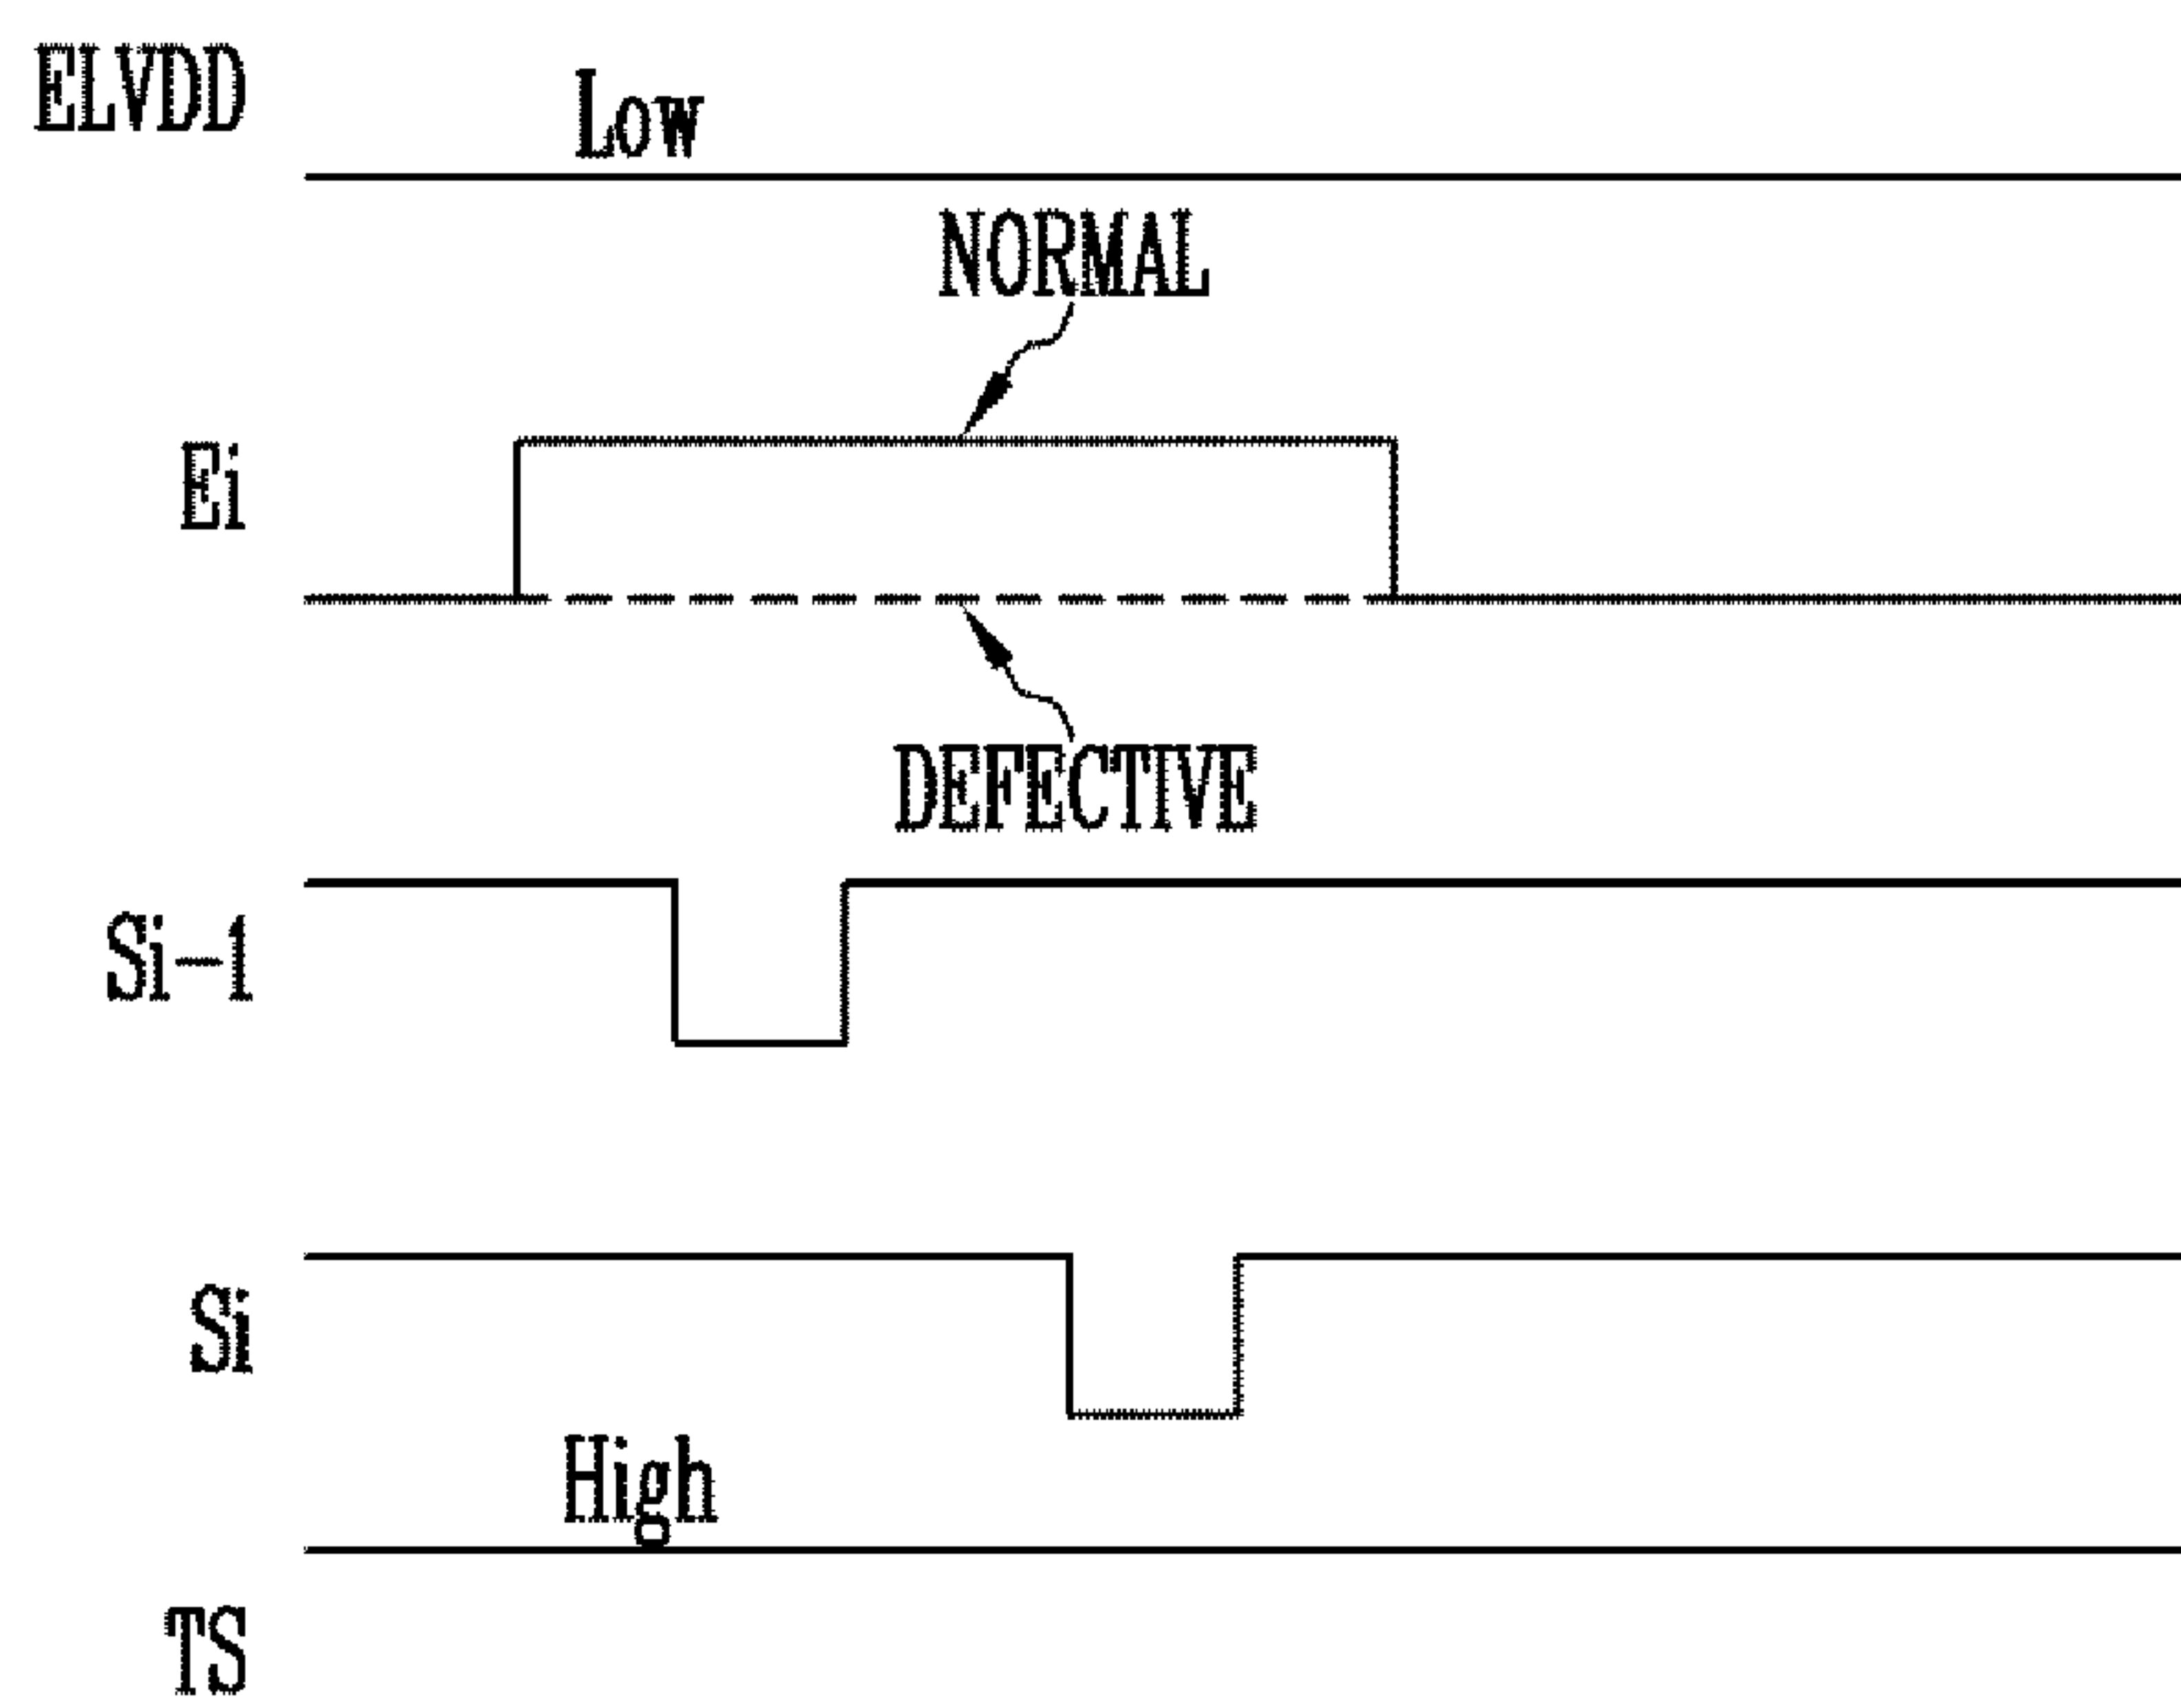 ELVDD
Low
NORMAL
Ei
DEFECTIVE
Si-1
Si
High
TS